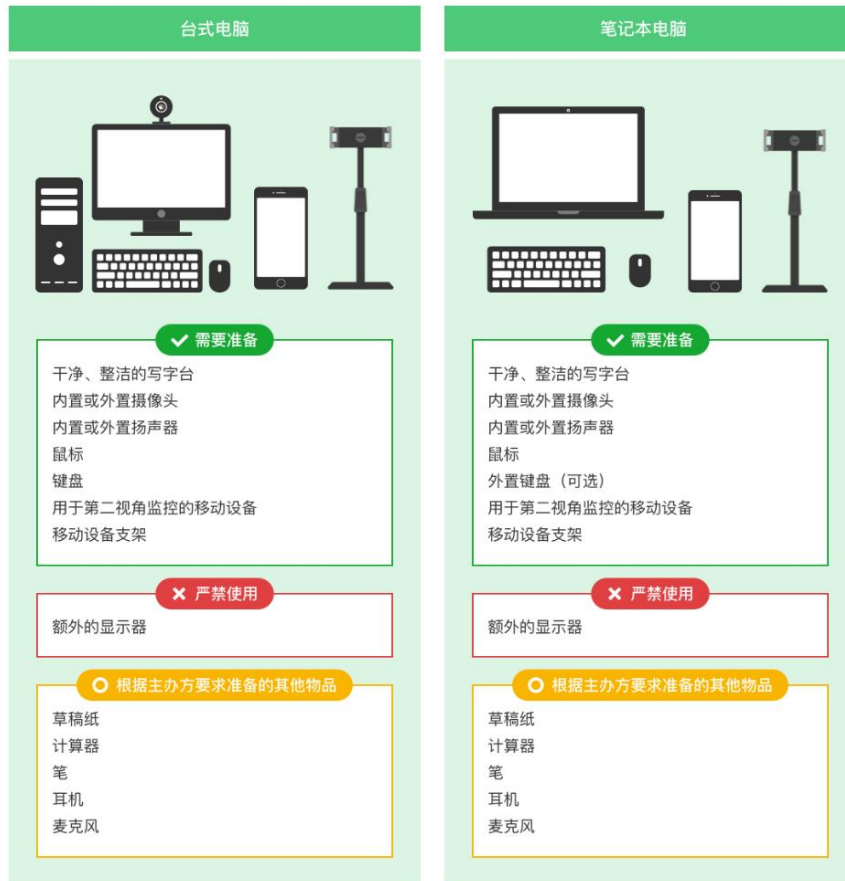 台式电脑
需要准备
干净、整洁的写字台
内置或外置摄像头
内置或外置扬声器
鼠标
键盘
用于第二视角监控的移动设备
移动设备支架
严禁使用
额外的显示器
根据主办方要求准备的其他物品
草稿纸
计算器
笔
耳机
麦克风
笔记本电脑
需要准备
干净、整洁的写字台
内置或外置摄像头
内置或外置扬声器
鼠标
外置键盘（可选）
用于第二视角监控的移动设备
移动设备支架
严禁使用
额外的显示器
根据主办方要求准备的其他物品
草稿纸
计算器
笔
耳机
麦克风